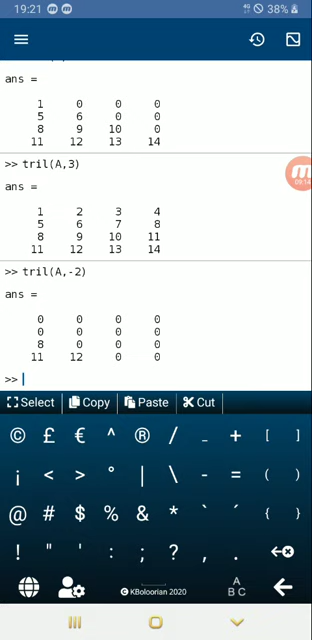 19:21 38%
ans =
1 0 0 0
5 6 0 0
8 9 10 0
11 12 13 14
>> tril(A,3)
ans =
1 2 3 4
5 6 7 8
8 9 10 11
11 12 13 14
09:14
>> tril(A,-2)
ans =
0 0 0 0
0 0 0 0
8 0 0 0
11 12 0 0
>>
Select Copy Paste Cut
© £ € ^ ® / _ + [ ]
¡ < > ° | \ - = ( )
@ # $ % & * ` ´ { }
! " ' : ; ? , .
© KBoloorian 2020 A
B C